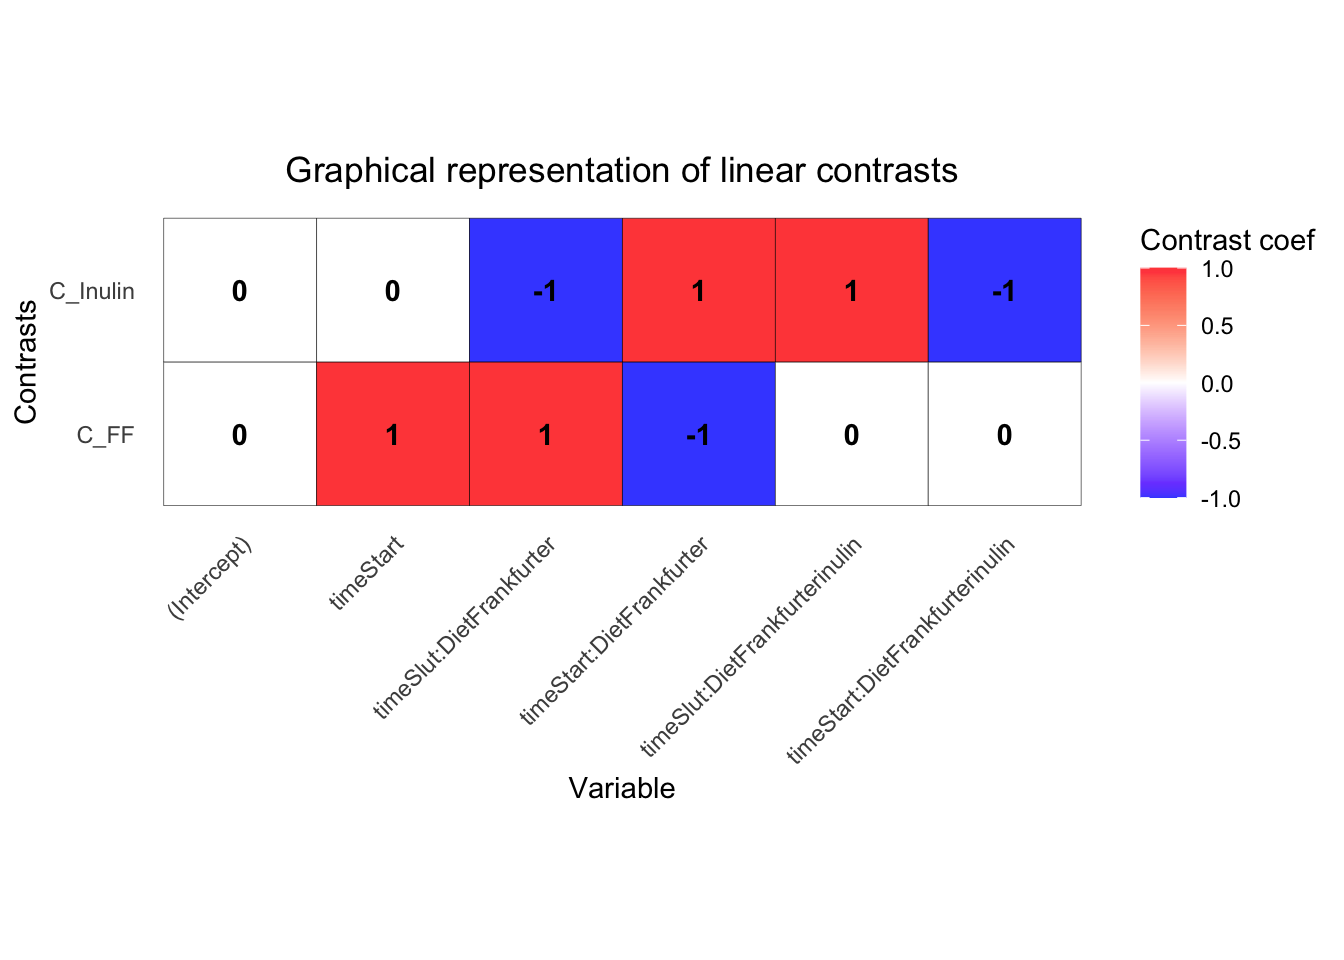 Graphical representation of linear contrasts
Contrasts
C_Inulin 0 0 -1 1 1 -1
C_FF 0 1 1 -1 0 0
(Intercept)
timeStart
timeSlut:DietFrankfurter
timeStart:DietFrankfurter
timeSlut:DietFrankfurterinulin
timeStart:DietFrankfurterinulin
Variable
Contrast coef
1.0
0.5
0.0
-0.5
-1.0